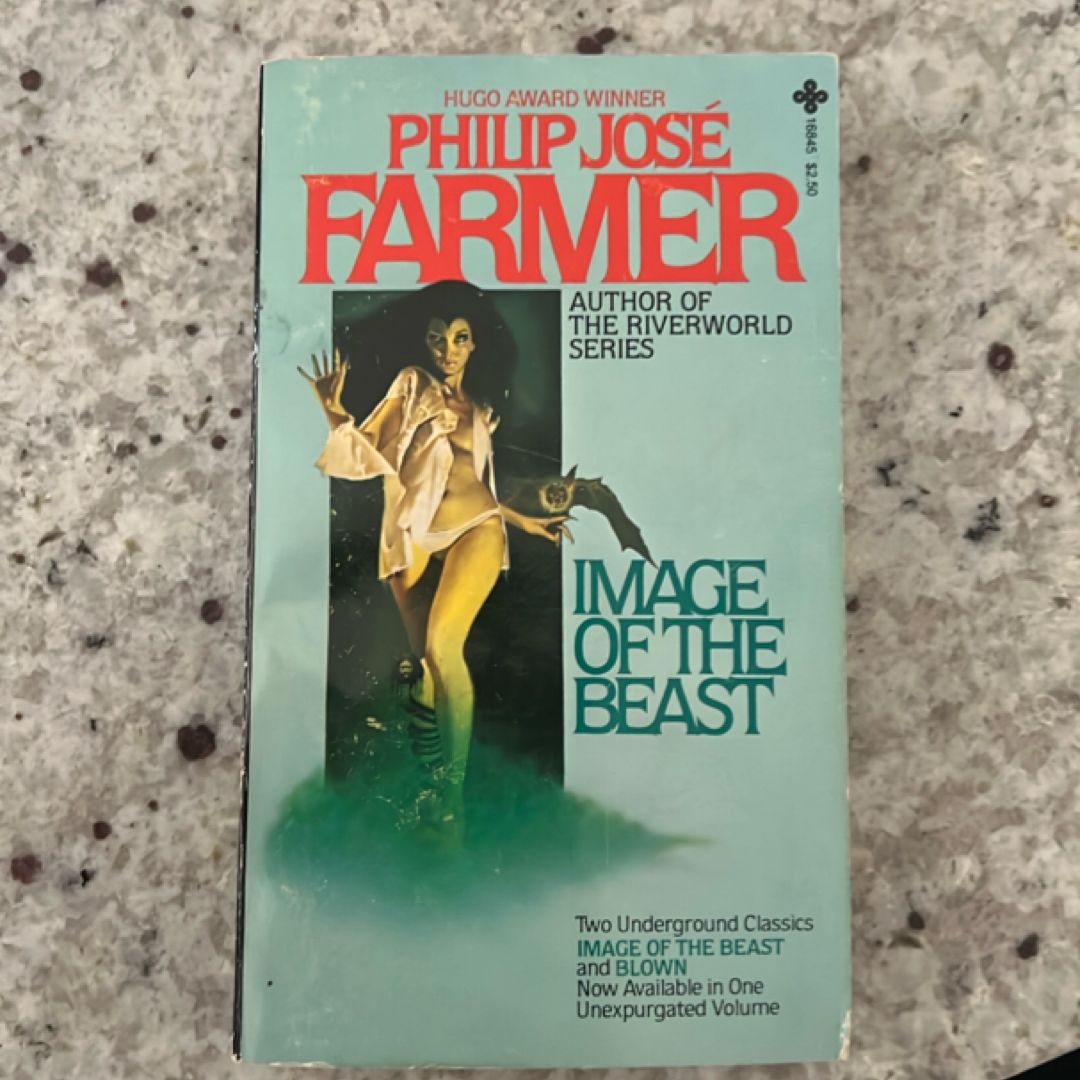 HUGO AWARD WINNER
PHILIP JOSÉ
FARMER
16845 $2.50
AUTHOR OF
THE RIVERWORLD
SERIES
IMAGE
OF THE
BEAST
Two Underground Classics
IMAGE OF THE BEAST
and BLOWN
Now Available in One
Unexpurgated Volume